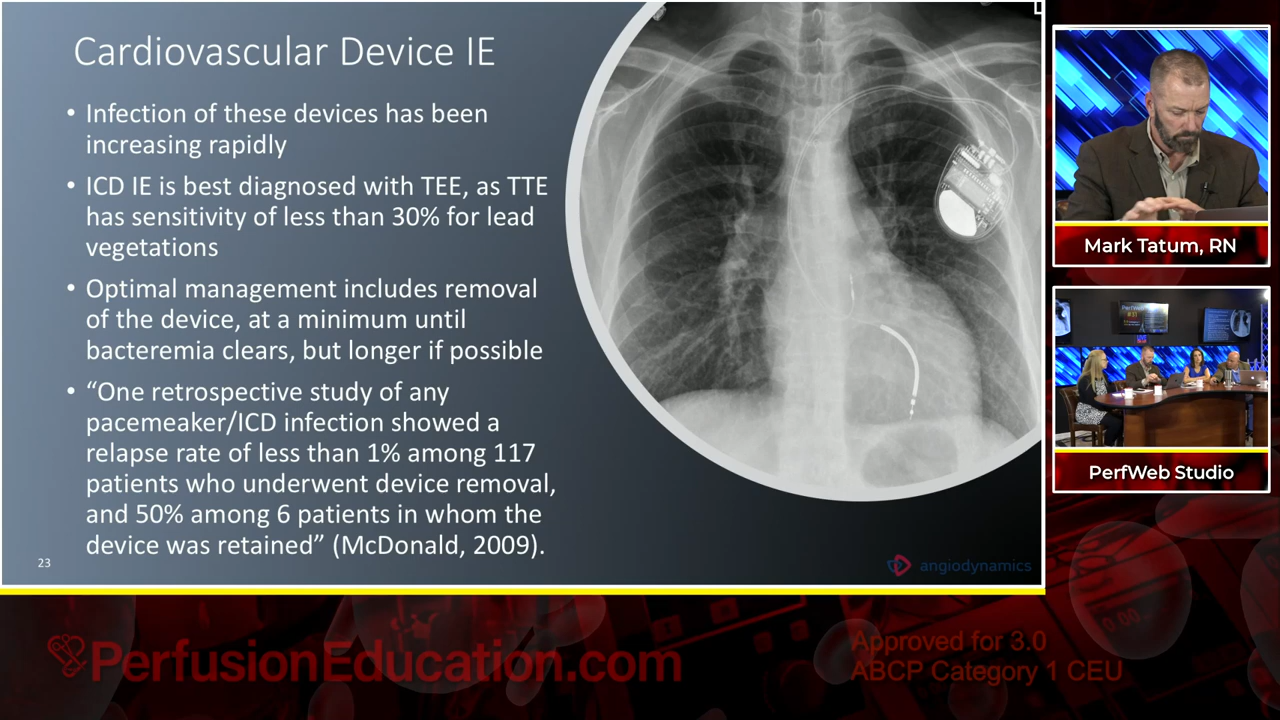 Cardiovascular Device IE
• Infection of these devices has been
increasing rapidly
• ICD IE is best diagnosed with TEE, as TTE
has sensitivity of less than 30% for lead
vegetations
• Optimal management includes removal
of the device, at a minimum until
bacteremia clears, but longer if possible
• “One retrospective study of any
pacemeaker/ICD infection showed a
relapse rate of less than 1% among 117
patients who underwent device removal,
and 50% among 6 patients in whom the
device was retained” (McDonald, 2009).
23
angiodynamics
Mark Tatum, RN
PerfWeb Studio
PerfusionEducation.com
Approved for 3.0
ABCP Category 1 CEU